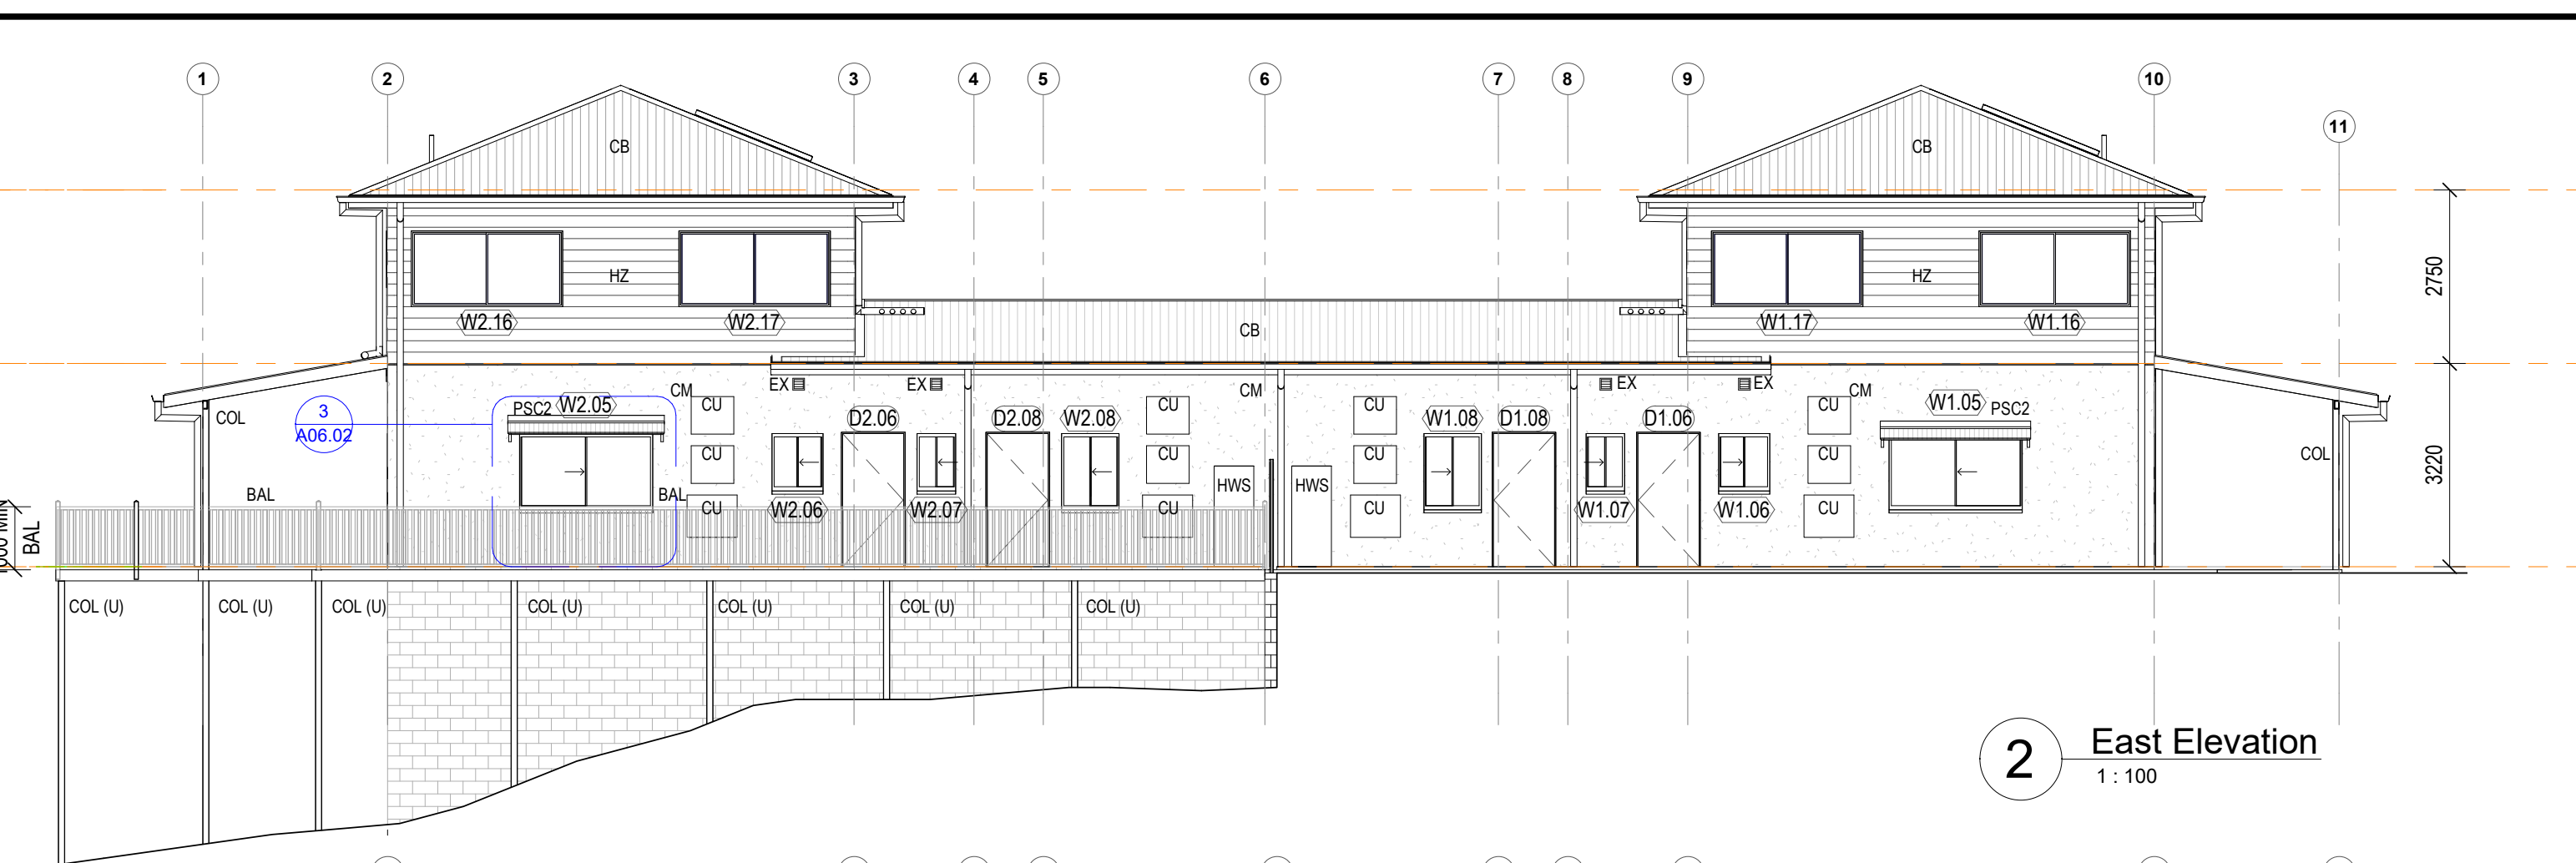 1
2
3
4
5
6
7
8
9
10
11
CB
CB
HZ
HZ
W2.16
W2.17
W1.17
W1.16
2750
CB
EX
EX
EX
EX
CM
CM
CM
3
A06.02
COL
PSC2
W2.05
CU
D2.06
D2.08
W2.08
CU
CU
W1.08
D1.08
D1.06
CU
W1.05
PSC2
CU
CU
CU
CU
COL
3220
BAL
BAL
BAL
CU
W2.06
W2.07
CU
HWS
HWS
CU
W1.07
W1.06
CU
MIN
COL (U)
COL (U)
COL (U)
COL (U)
COL (U)
COL (U)
COL (U)
2
East Elevation
1 : 100